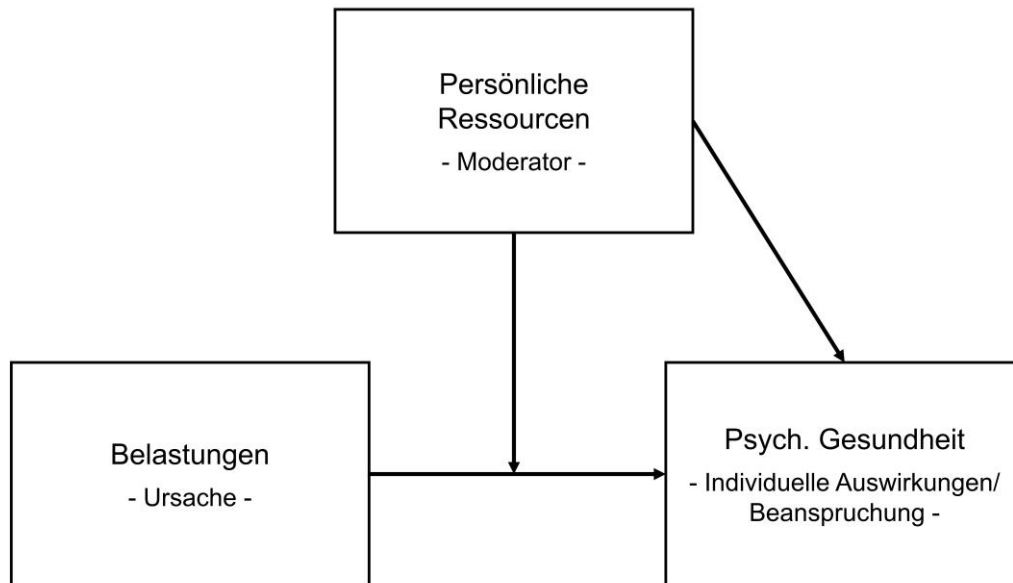 Persönliche
Ressourcen
- Moderator -
Belastungen
- Ursache -
Psych. Gesundheit
- Individuelle Auswirkungen/
Beanspruchung -